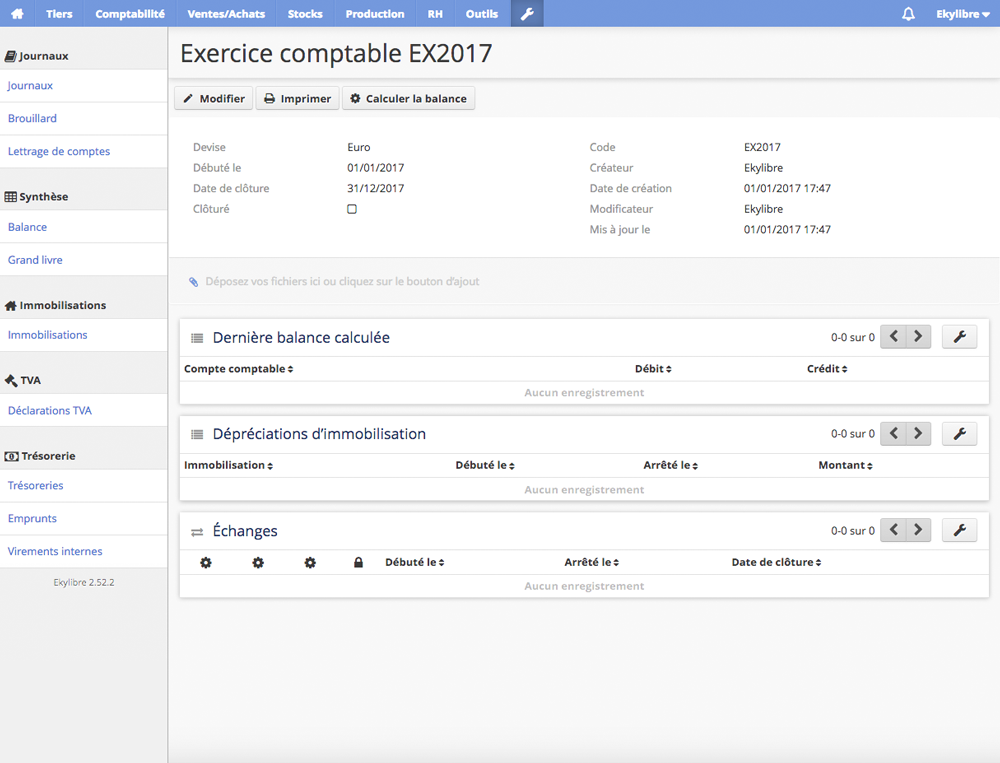 Tiers Comptabilité Ventes/Achats Stocks Production RH Outils Ekylibre
Journaux
Journaux
Brouillard
Lettrage de comptes
Synthèse
Balance
Grand livre
Immobilisations
Immobilisations
TVA
Déclarations TVA
Trésorerie
Trésoreries
Emprunts
Virements internes
Ekylibre 2.52.2
Exercice comptable EX2017
Modifier Imprimer Calculer la balance
Devise Euro Code EX2017
Débuté le 01/01/2017 Créateur Ekylibre
Date de clôture 31/12/2017 Date de création 01/01/2017 17:47
Clôturé Modificateur Ekylibre
Mis à jour le 01/01/2017 17:47
Déposez vos fichiers ici ou cliquez sur le bouton d'ajout
Dernière balance calculée 0-0 sur 0
Compte comptable Débit Crédit
Aucun enregistrement
Dépréciations d'immobilisation 0-0 sur 0
Immobilisation Débuté le Arrêté le Montant
Aucun enregistrement
Échanges 0-0 sur 0
Débuté le Arrêté le Date de clôture
Aucun enregistrement